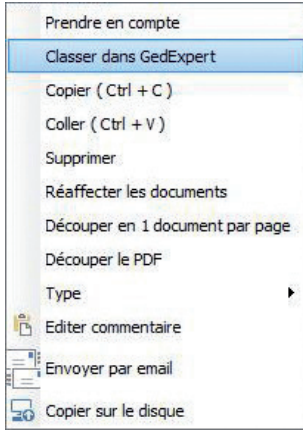 Prendre en compte
Classer dans GedExpert
Copier ( Ctrl + C )
Coller ( Ctrl + V )
Supprimer
Réaffecter les documents
Découper en 1 document par page
Découper le PDF
Type
Editer commentaire
Envoyer par email
Copier sur le disque